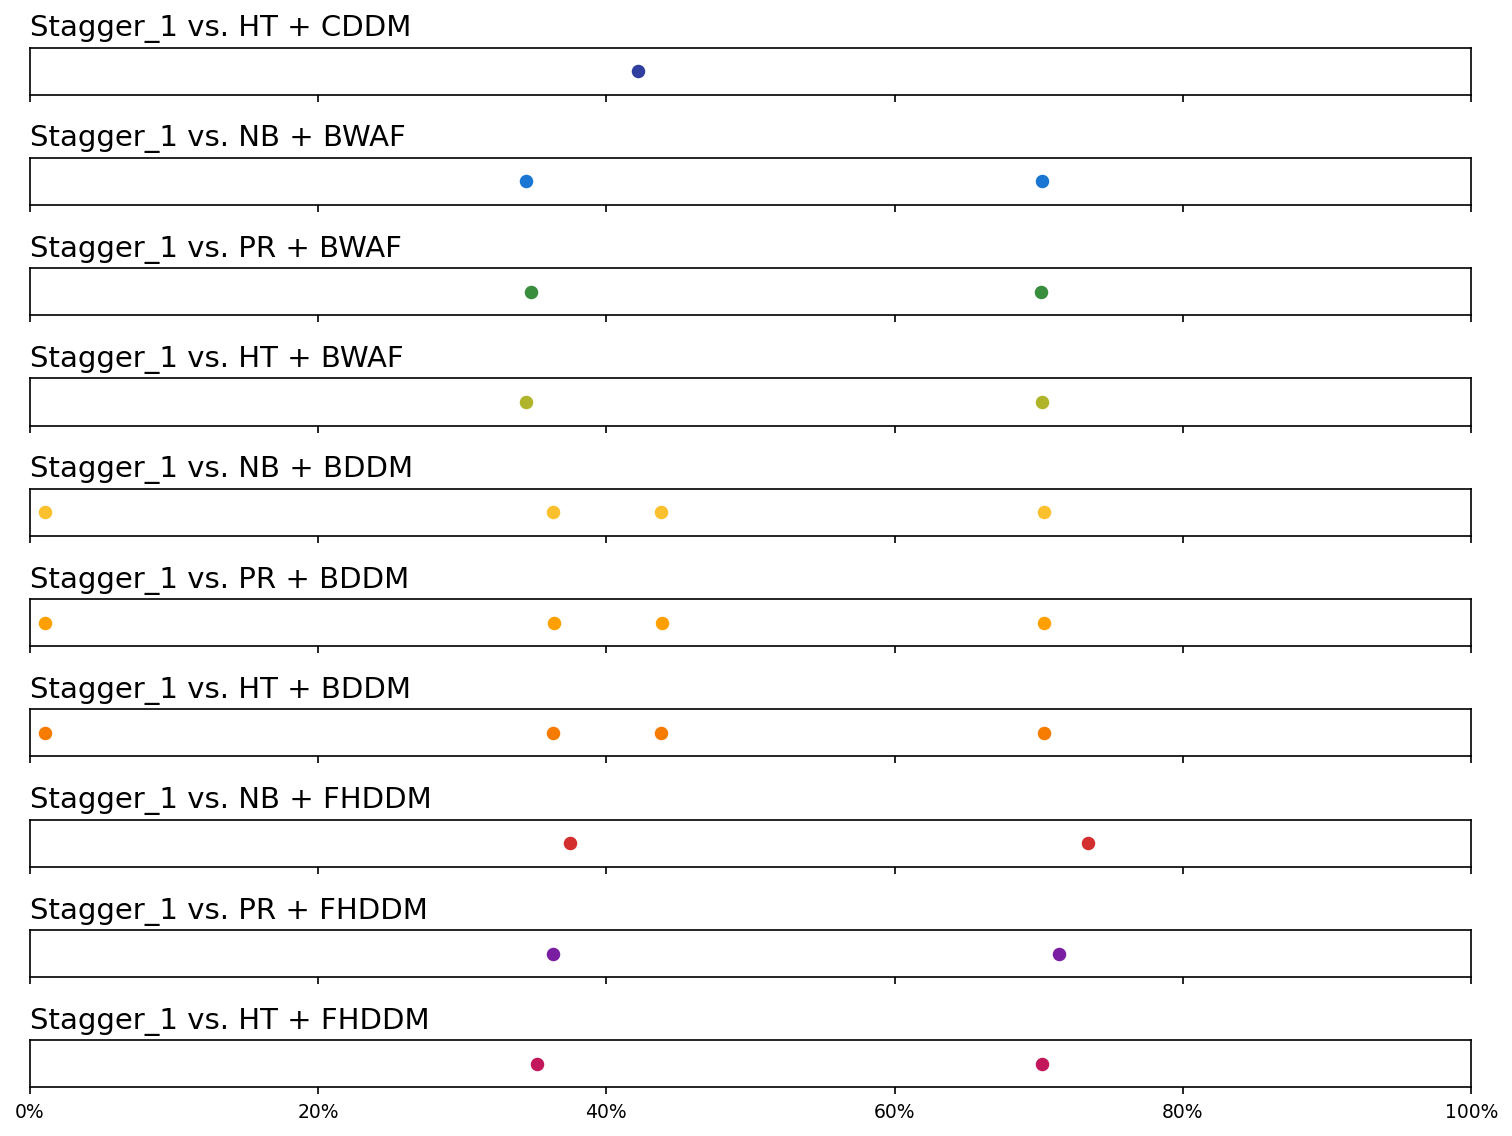 Stagger_1 vs. HT + CDDM
Stagger_1 vs. NB + BWAF
Stagger_1 vs. PR + BWAF
Stagger_1 vs. HT + BWAF
Stagger_1 vs. NB + BDDM
Stagger_1 vs. PR + BDDM
Stagger_1 vs. HT + BDDM
Stagger_1 vs. NB + FHDDM
Stagger_1 vs. PR + FHDDM
Stagger_1 vs. HT + FHDDM
0% 20% 40% 60% 80% 100%